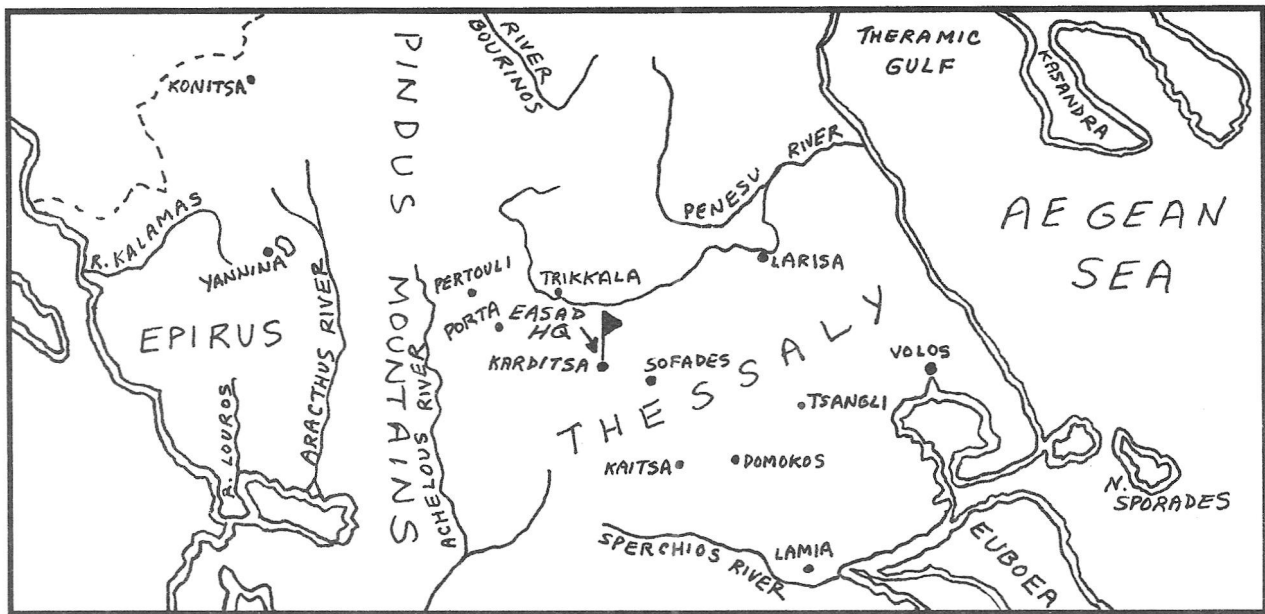 KONITSA
PINDUS MOUNTAINS
RIVER
BOURINOS
THERAMIC
GULF
KASANDRA
AEGEAN
SEA
R. KALAMAS
YANNINA
EPIRUS
R. LOUROS
ARACTHUS RIVER
ACHELOUS RIVER
PERTOULI
PORTA
TRIKKALA
EASAD
HQ
KARDITSA
SOFADES
PENESU RIVER
LARISA
THESSALY
VOLOS
TSANGLI
KAITSA
DOMOKOS
SPERCHIOS RIVER
LAMIA
N.
SPORADES
EUBOEA